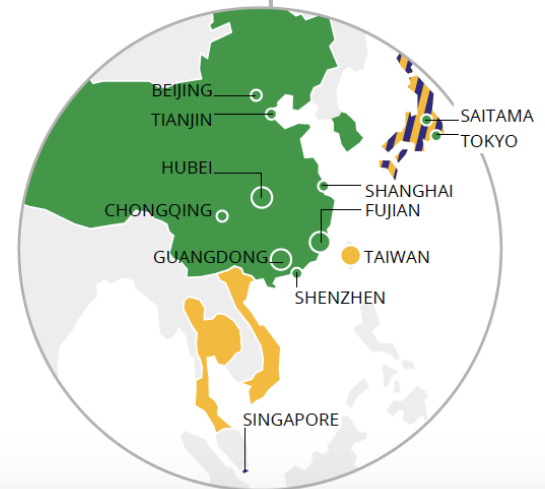 BEIJING
TIANJIN
SAITAMA
TOKYO
HUBEI
SHANGHAI
CHONGQING
FUJIAN
GUANGDONG
TAIWAN
SHENZHEN
SINGAPORE